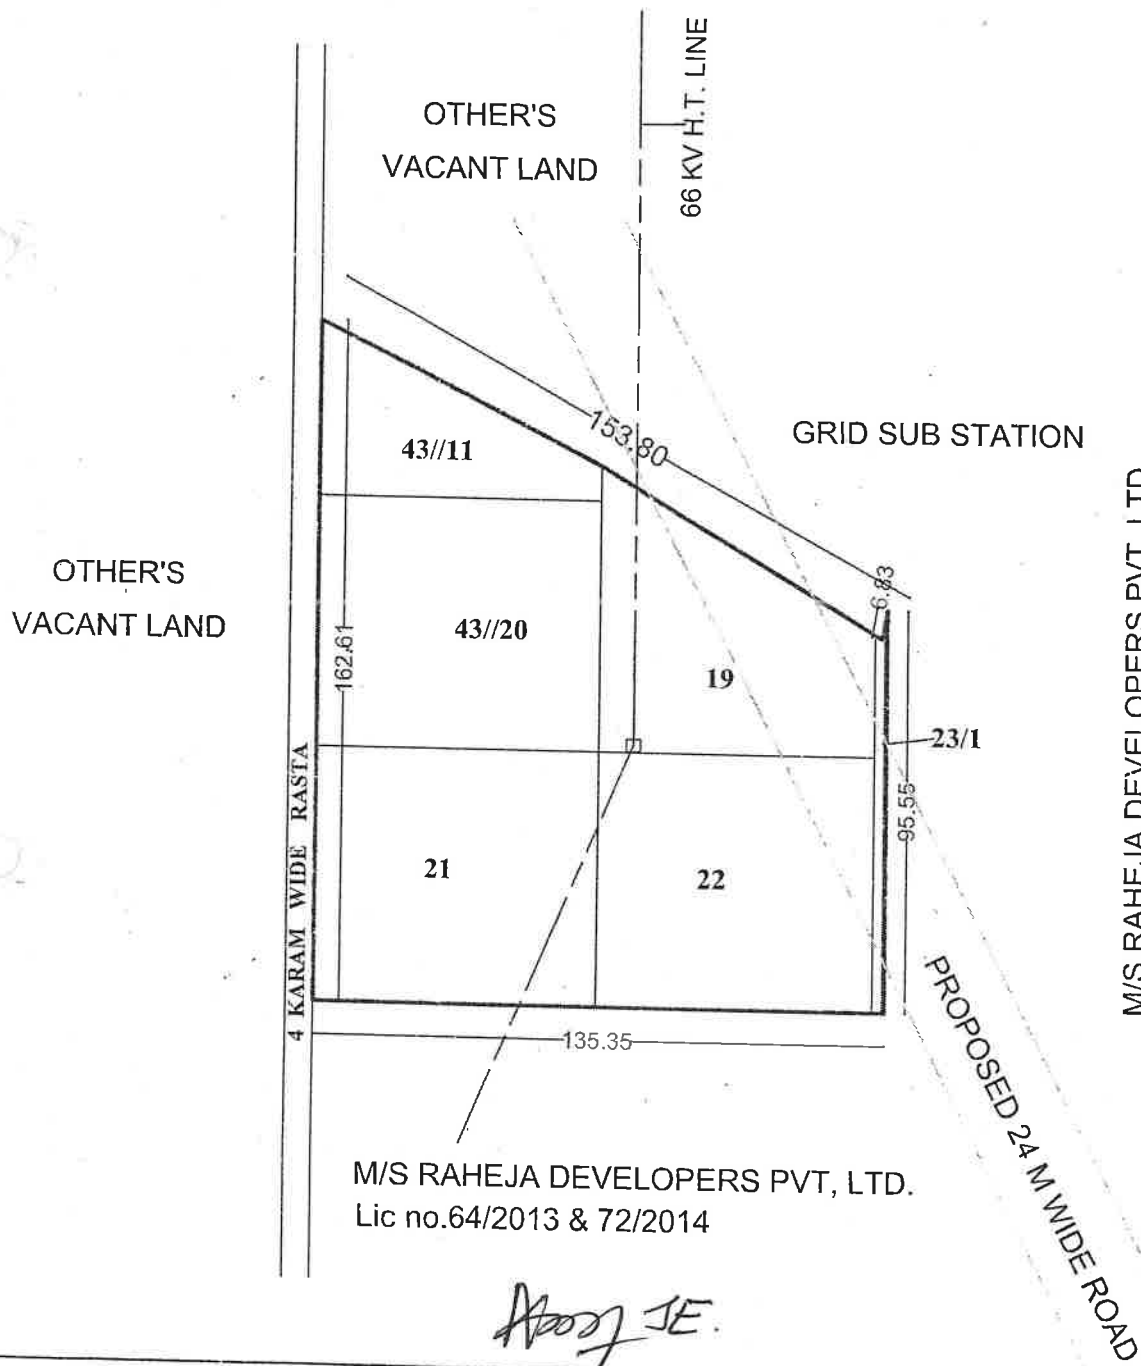 66 KV H.T. LINE
OTHER'S
VACANT LAND
153.80
GRID SUB STATION
43//11
6.83
OTHER'S
VACANT LAND
43//20
162.61
19
23/1
M/S RAHEJA DEVELOPERS PVT, LTD.
95.55
4 KARAM WIDE RASTA
21
22
135.35
PROPOSED 24 M WIDE ROAD
M/S RAHEJA DEVELOPERS PVT, LTD.
Lic no.64/2013 & 72/2014
JE.